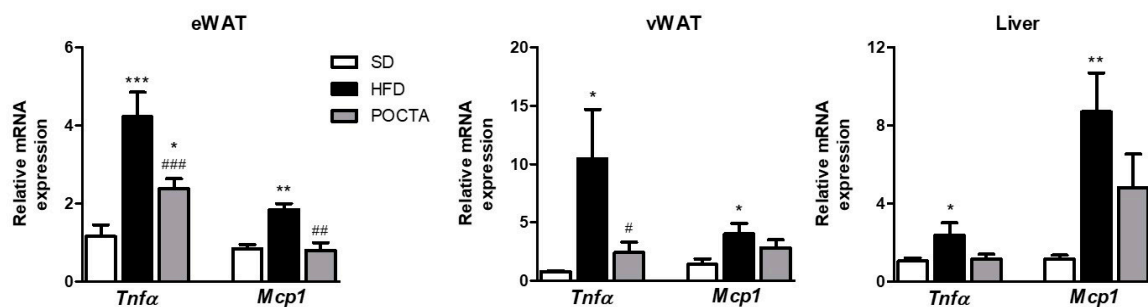 eWAT
Relative mRNA
expression
6
4
2
0
***
*
###
**
##
Tnfα
Mcp1
SD
HFD
POCTA
vWAT
Relative mRNA
expression
20
15
10
5
0
*
#
*
Tnfα
Mcp1
Liver
Relative mRNA
expression
12
8
4
0
*
**
Tnfα
Mcp1